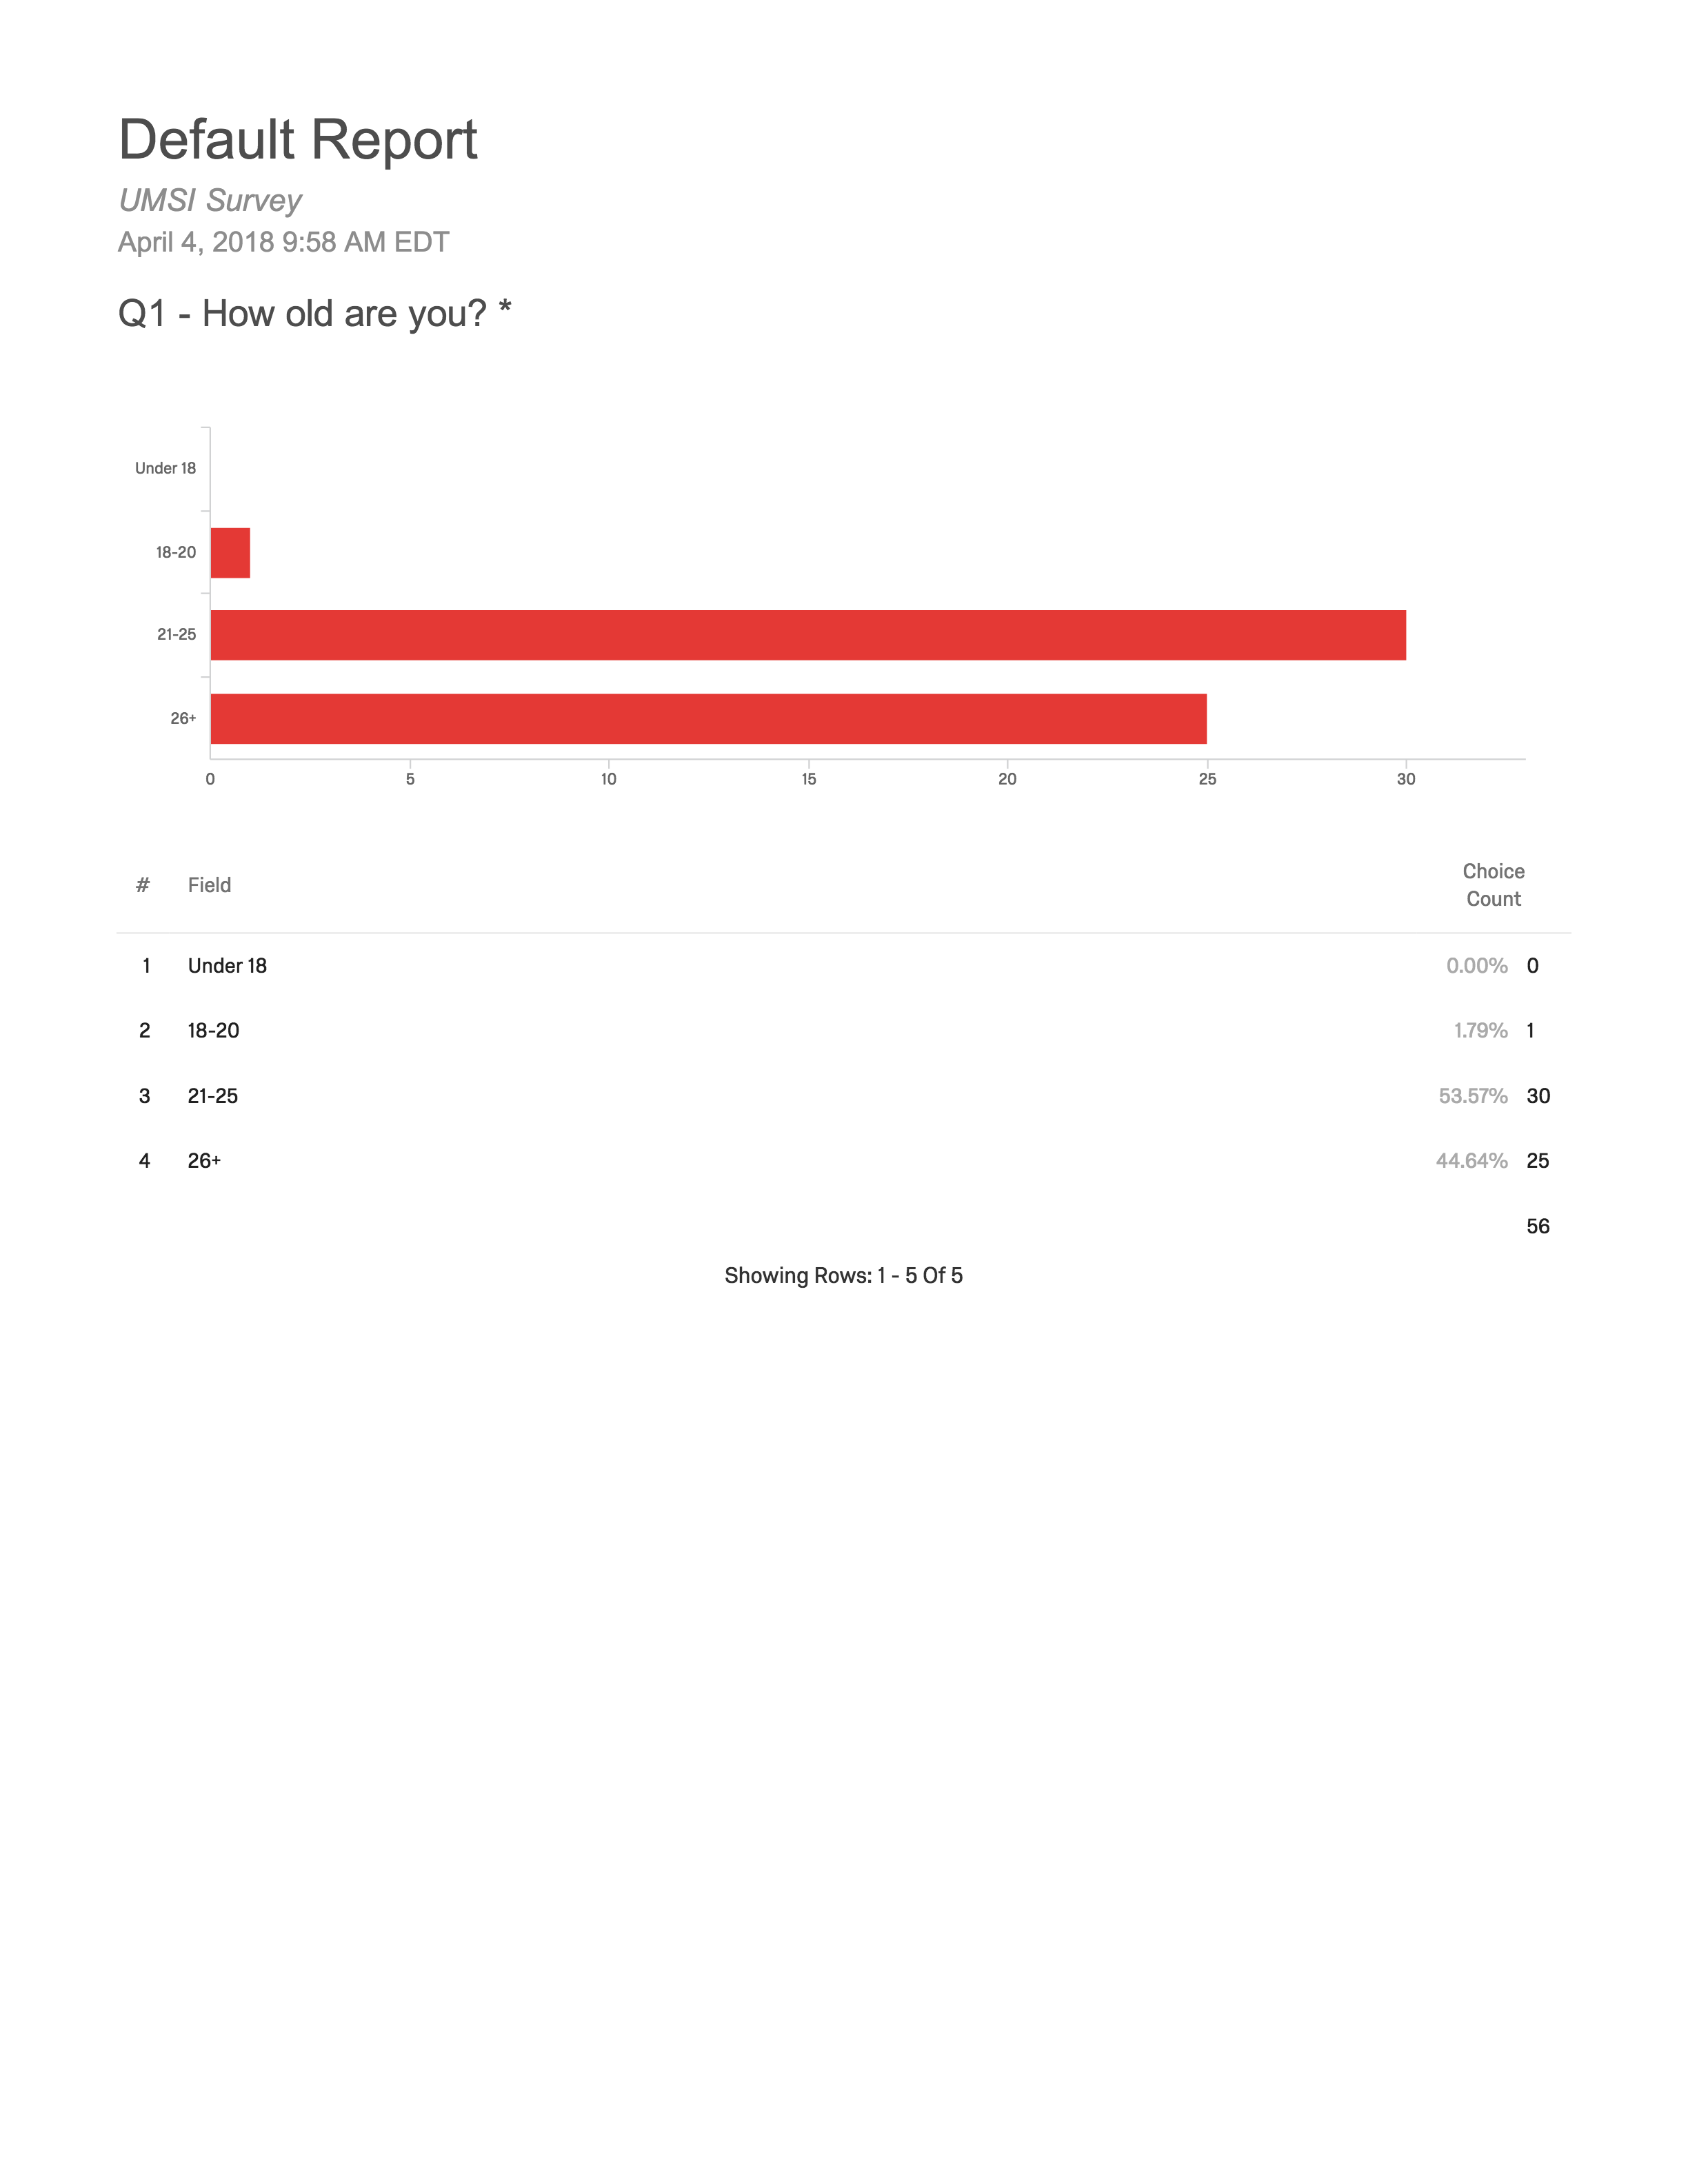 Default Report
UMSI Survey
April 4, 2018 9:58 AM EDT
Q1 - How old are you? *
Under 18
18-20
21-25
26+
0 5 10 15 20 25 30
# Field Choice Count
1 Under 18 0.00% 0
2 18-20 1.79% 1
3 21-25 53.57% 30
4 26+ 44.64% 25
56
Showing Rows: 1 - 5 Of 5